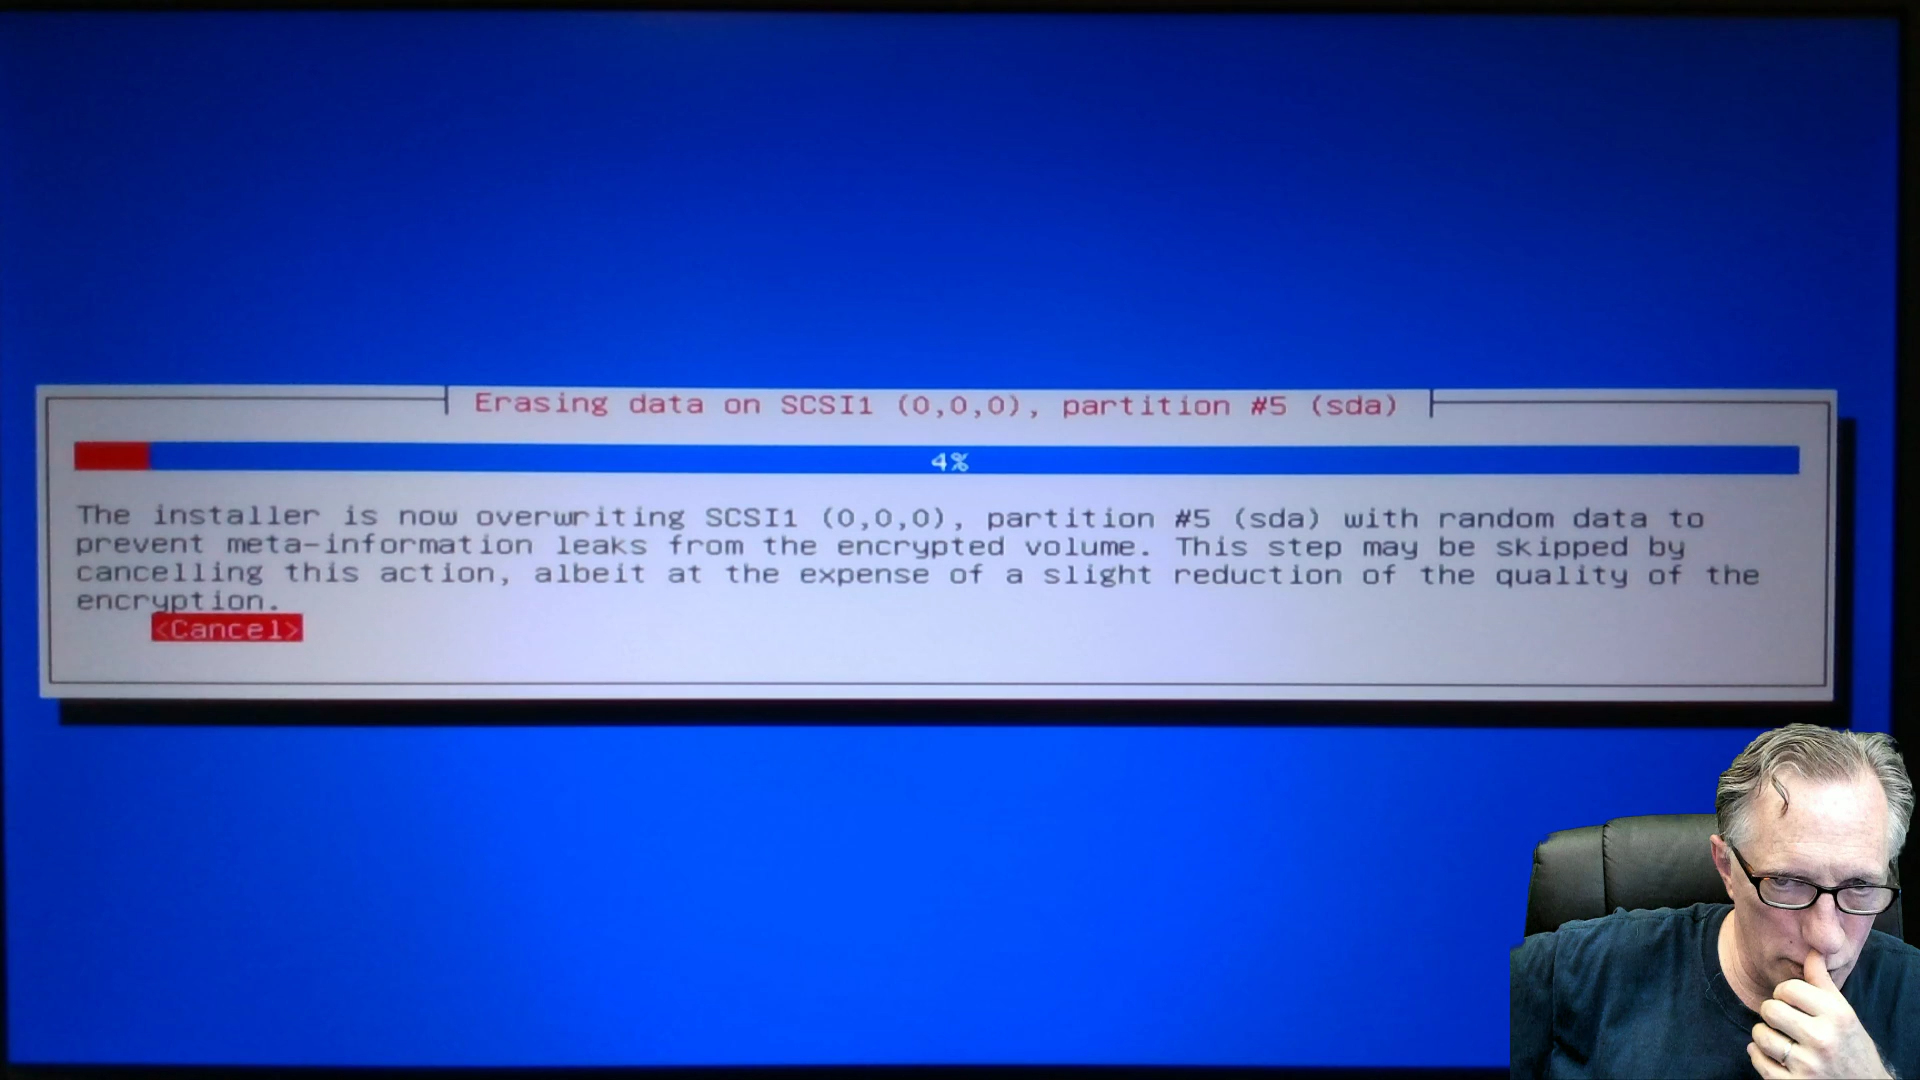 Erasing data on SCSI1 (0,0,0), partition #5 (sda)
4%
The installer is now overwriting SCSI1 (0,0,0), partition #5 (sda) with random data to
prevent meta-information leaks from the encrypted volume. This step may be skipped by
cancelling this action, albeit at the expense of a slight reduction of the quality of the
encryption.
<Cancel>